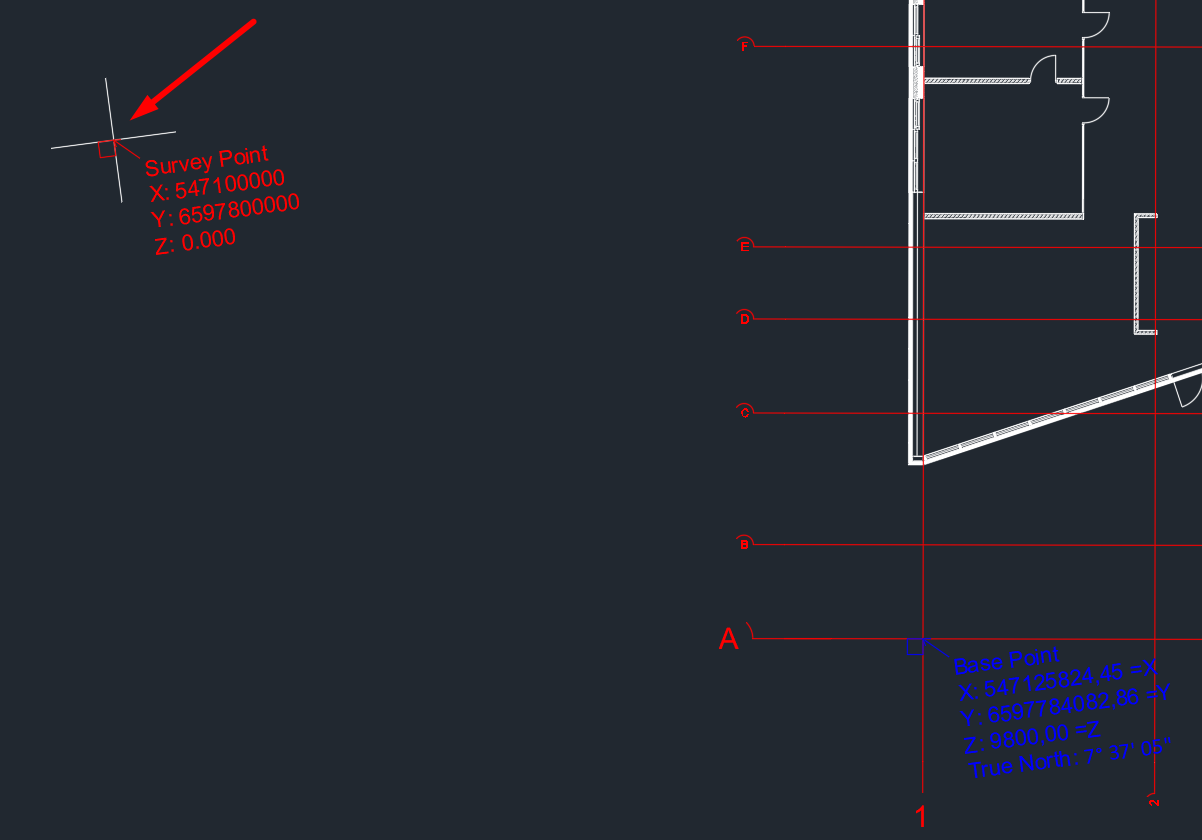 F
Survey Point
X: 547100000
Y: 6597800000
Z: 0.000
E
D
C
B
A
Base Point
X: 547125824,45 =X
Y: 6597784082,86 =Y
Z: 9800,00 =Z
True North: 7° 37' 05"
1
2